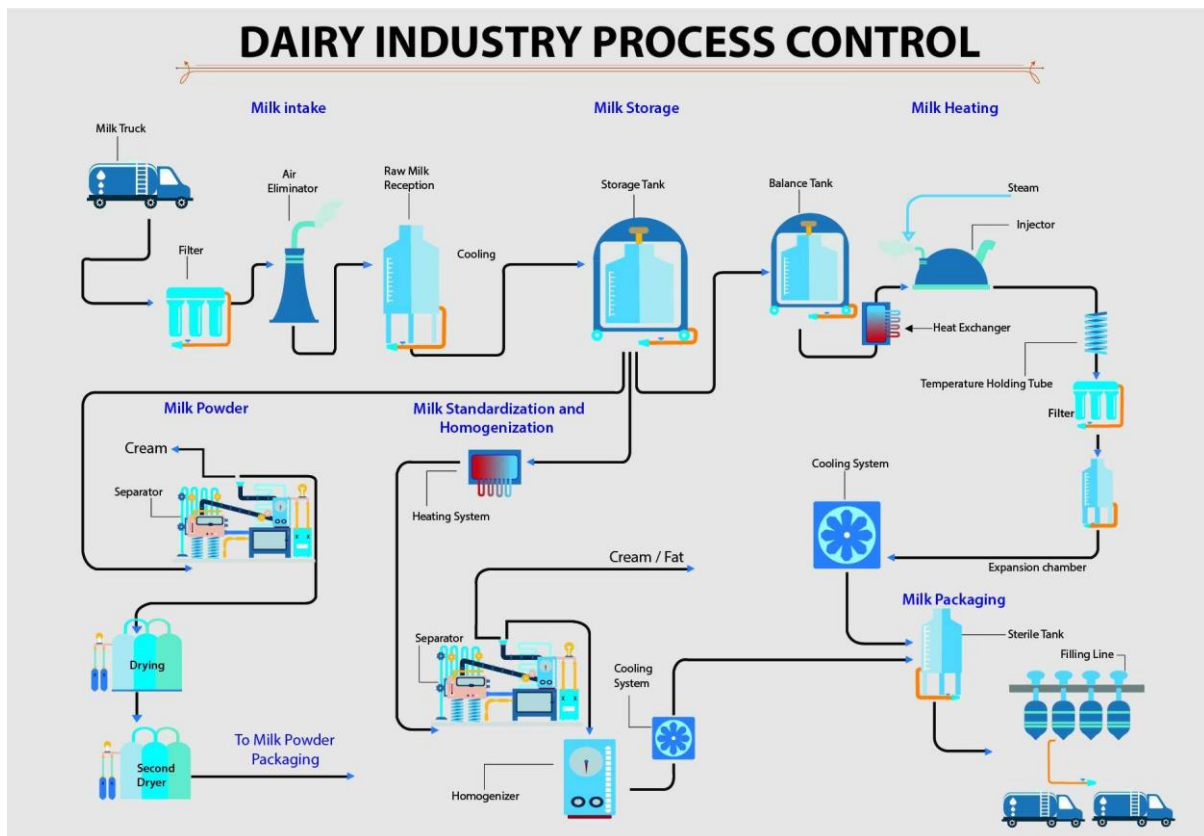 DAIRY INDUSTRY PROCESS CONTROL
Milk intake
Milk Storage
Milk Heating
Milk Truck
Air
Eliminator
Raw Milk
Reception
Storage Tank
Balance Tank
Steam
Injector
Filter
Cooling
Heat Exchanger
Temperature Holding Tube
Filter
Milk Powder
Milk Standardization and
Homogenization
Cream
Separator
Heating System
Cooling System
Cream / Fat
Expansion chamber
Milk Packaging
Separator
Cooling
System
Sterile Tank
Filling Line
Drying
To Milk Powder
Packaging
Second
Dryer
Homogenizer